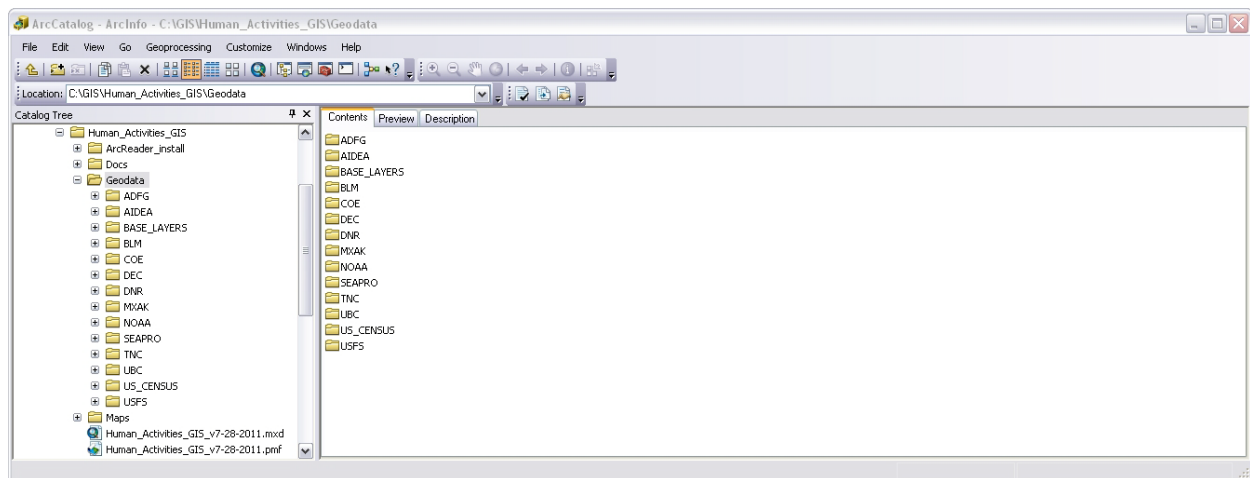 ArcCatalog - ArcInfo - C:\GIS\Human_Activities_GIS\Geodata
File Edit View Go Geoprocessing Customize Windows Help
Location: C:\GIS\Human_Activities_GIS\Geodata
Catalog Tree
Human_Activities_GIS
ArcReader_install
Docs
Geodata
ADFG
AIDEA
BASE_LAYERS
BLM
COE
DEC
DNR
MXAK
NOAA
SEAPRO
TNC
UBC
US_CENSUS
USFS
Maps
Human_Activities_GIS_v7-28-2011.mxd
Human_Activities_GIS_v7-28-2011.pmf
Contents Preview Description
ADFG
AIDEA
BASE_LAYERS
BLM
COE
DEC
DNR
MXAK
NOAA
SEAPRO
TNC
UBC
US_CENSUS
USFS